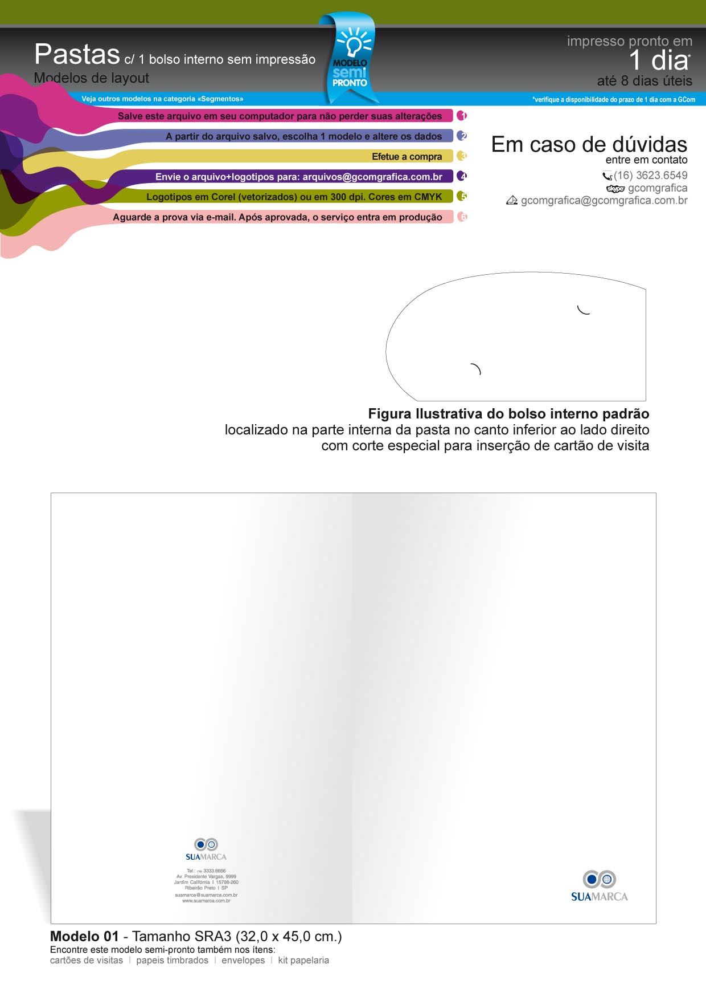 Pastas c/ 1 bolso interno sem impressão
Modelos de layout
MODELO
semi
PRONTO
impresso pronto em
1 dia*
até 8 dias úteis
Veja outros modelos na categoria «Segmentos»
*verifique a disponibilidade do prazo de 1 dia com a GCom
Salve este arquivo em seu computador para não perder suas alterações 1
A partir do arquivo salvo, escolha 1 modelo e altere os dados 2
Efetue a compra 3
Envie o arquivo+logotipos para: arquivos@gcomgrafica.com.br 4
Logotipos em Corel (vetorizados) ou em 300 dpi. Cores em CMYK 5
Aguarde a prova via e-mail. Após aprovada, o serviço entra em produção 6
Em caso de dúvidas
entre em contato
(16) 3623.6549
skype gcomgrafica
gcomgrafica@gcomgrafica.com.br
Figura Ilustrativa do bolso interno padrão
localizado na parte interna da pasta no canto inferior ao lado direito
com corte especial para inserção de cartão de visita
SUAMARCA
Tel.: (16) 3333.6666
Av. Presidente Vargas, 9999
Jardim Califórnia I 15798-260
Ribeirão Preto I SP
suamarca@suamarca.com.br
www.suamarca.com.br
SUAMARCA
Modelo 01 - Tamanho SRA3 (32,0 x 45,0 cm.)
Encontre este modelo semi-pronto também nos ítens:
cartões de visitas | papeis timbrados | envelopes | kit papelaria